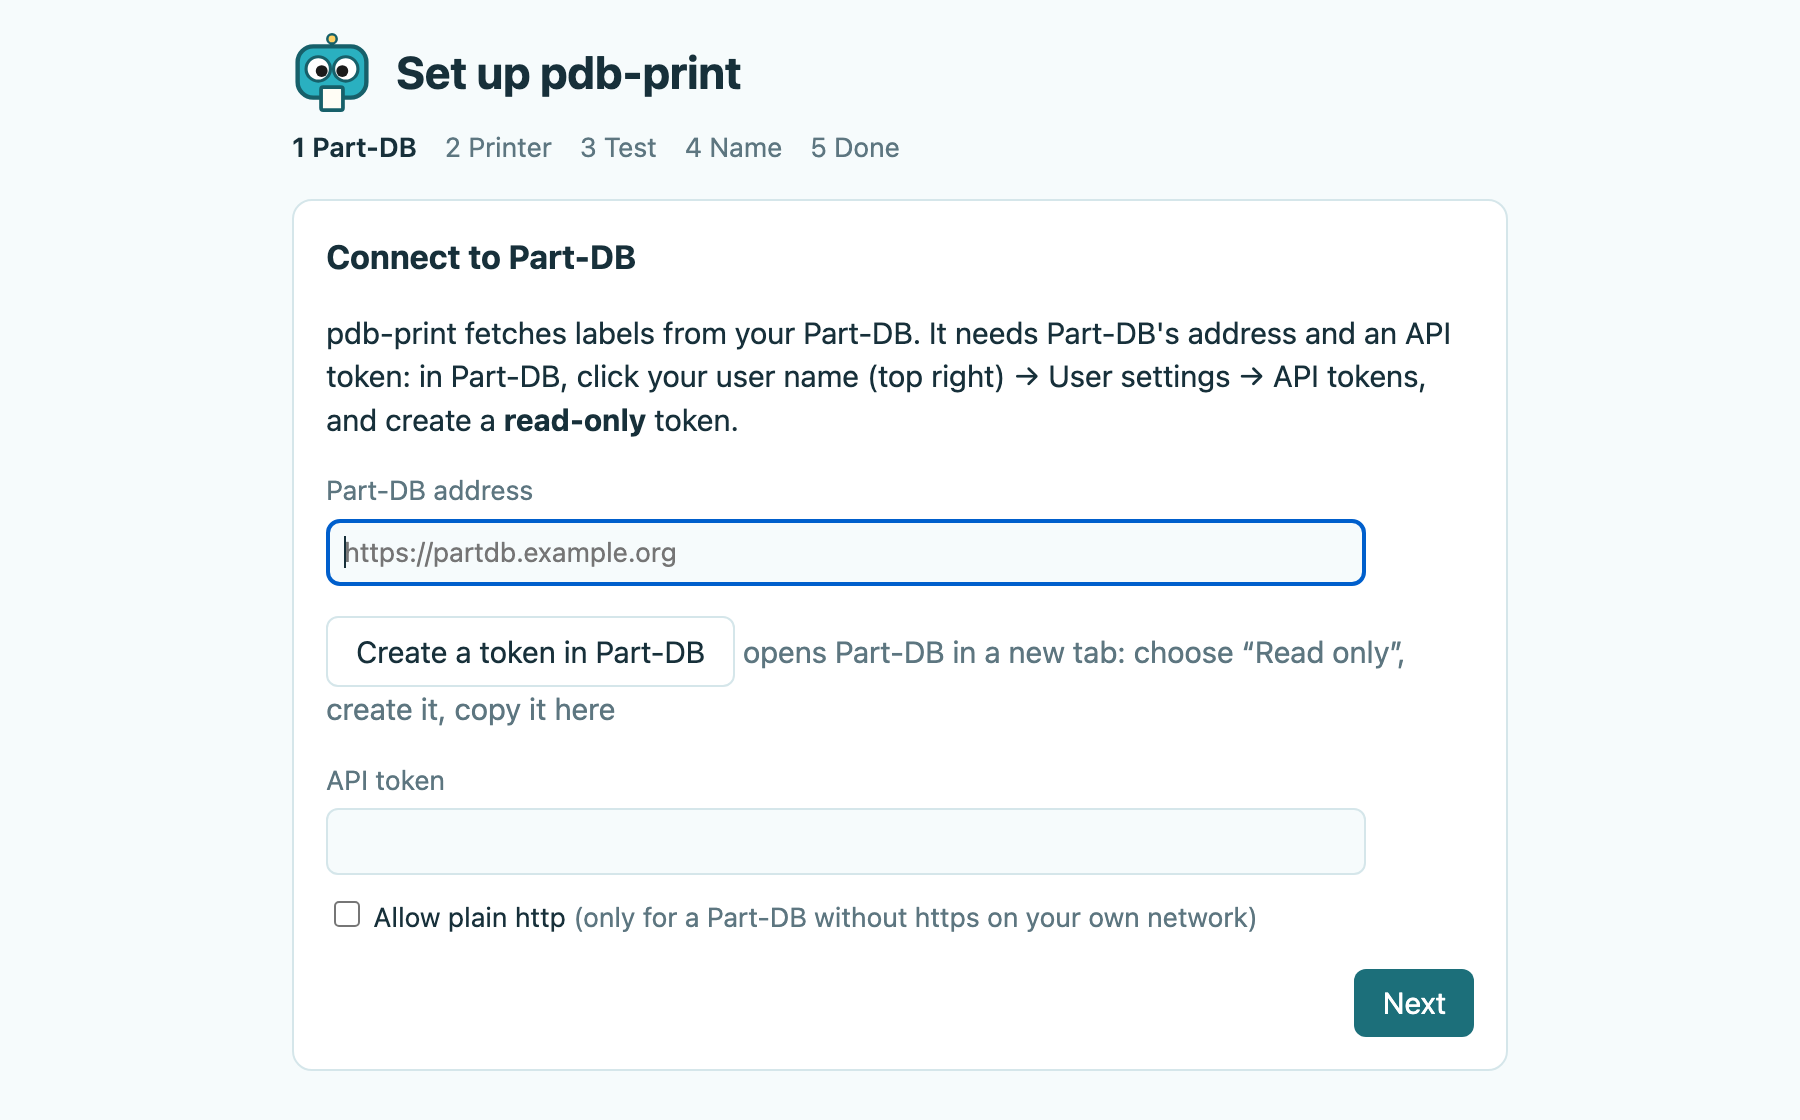 Set up pdb-print
1 Part-DB 2 Printer 3 Test 4 Name 5 Done
Connect to Part-DB
pdb-print fetches labels from your Part-DB. It needs Part-DB's address and an API
token: in Part-DB, click your user name (top right) → User settings → API tokens,
and create a read-only token.
Part-DB address
https://partdb.example.org
Create a token in Part-DB opens Part-DB in a new tab: choose “Read only”,
create it, copy it here
API token
Allow plain http (only for a Part-DB without https on your own network)
Next